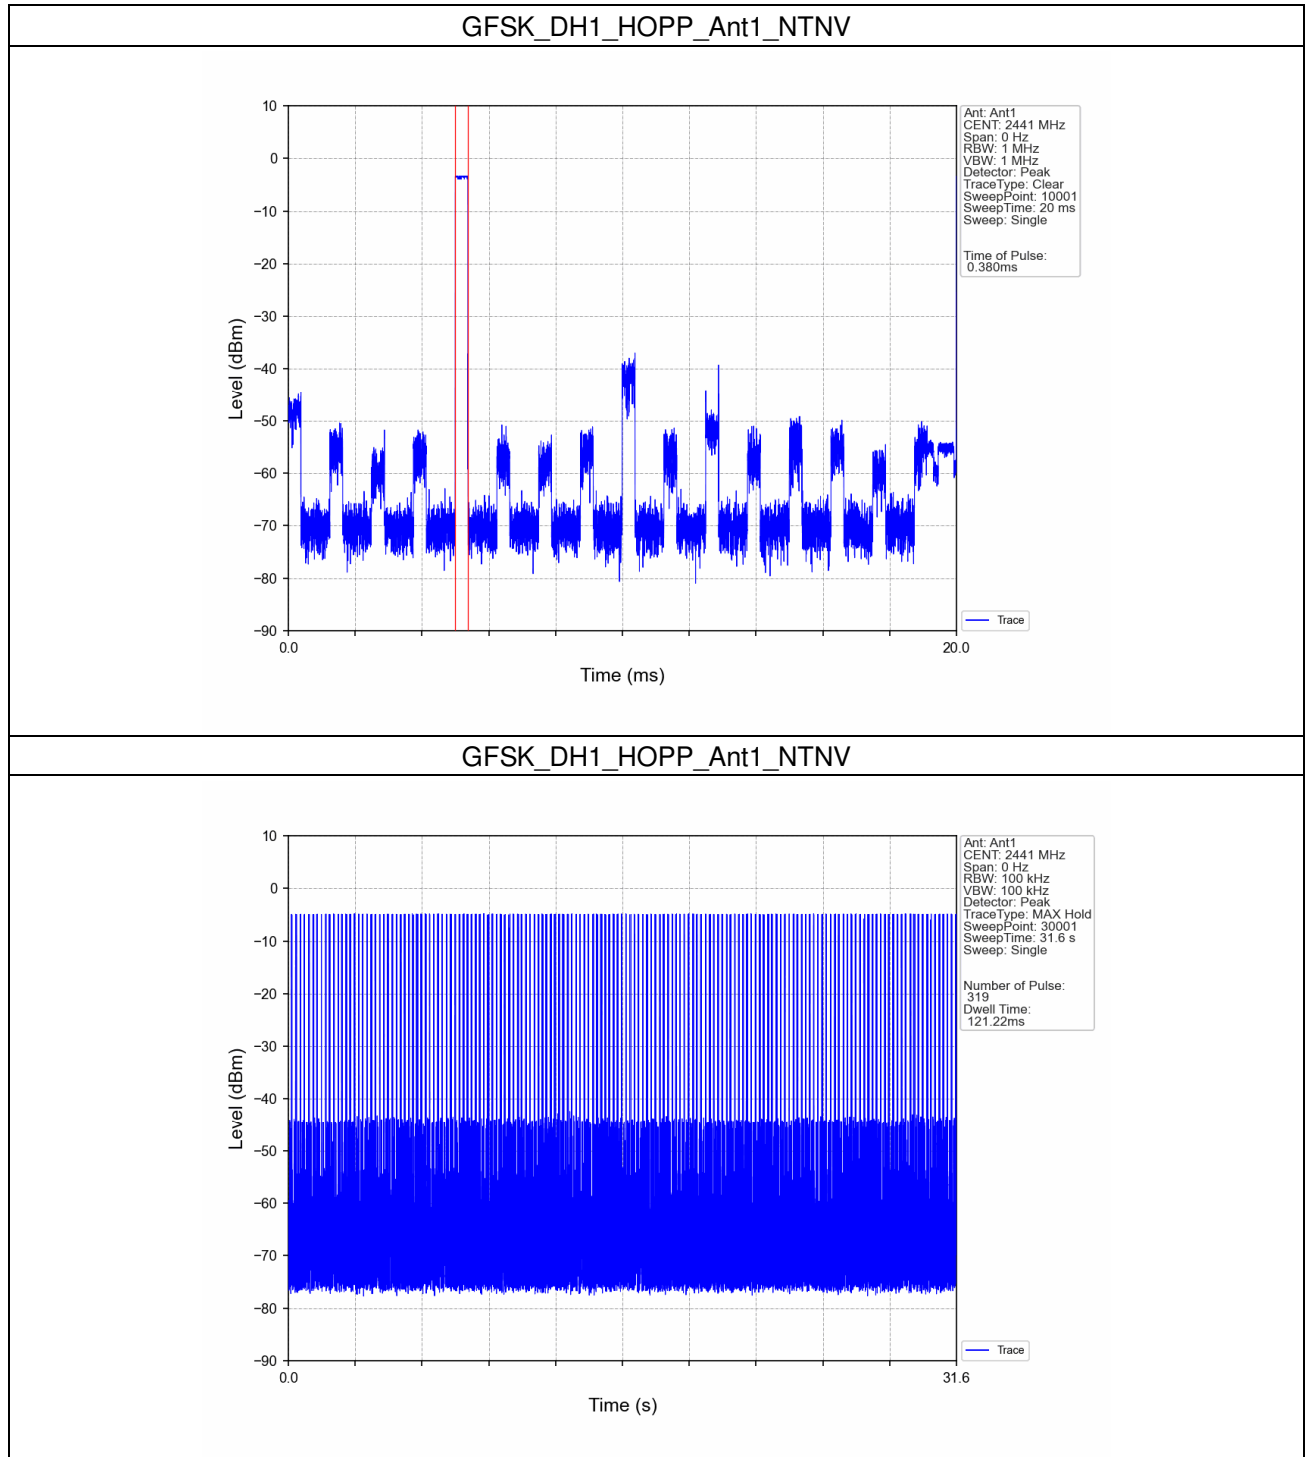 GFSK_DH1_HOPP_Ant1_NTNV
10
0
−10
−20
−30
−40
−50
−60
−70
−80
−90
Level (dBm)
0.0
20.0
Time (ms)
Ant: Ant1
CENT: 2441 MHz
Span: 0 Hz
RBW: 1 MHz
VBW: 1 MHz
Detector: Peak
TraceType: Clear
SweepPoint: 10001
SweepTime: 20 ms
Sweep: Single
Time of Pulse:
0.380ms
Trace
GFSK_DH1_HOPP_Ant1_NTNV
10
0
−10
−20
−30
−40
−50
−60
−70
−80
−90
Level (dBm)
0.0
31.6
Time (s)
Ant: Ant1
CENT: 2441 MHz
Span: 0 Hz
RBW: 100 kHz
VBW: 100 kHz
Detector: Peak
TraceType: MAX Hold
SweepPoint: 30001
SweepTime: 31.6 s
Sweep: Single
Number of Pulse:
319
Dwell Time:
121.22ms
Trace